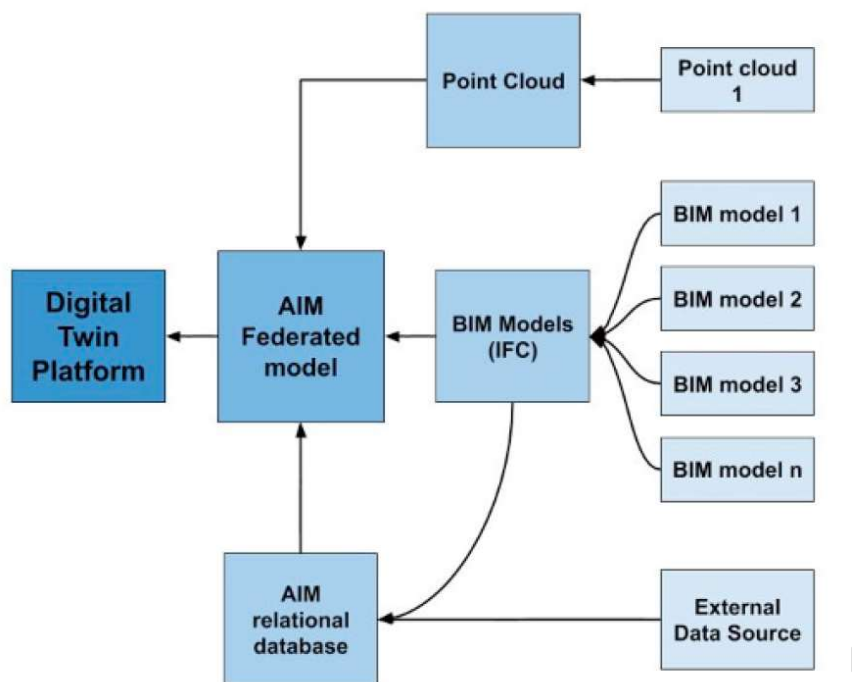 Point Cloud
Point cloud
1
BIM model 1
BIM model 2
BIM model 3
BIM model n
BIM Models
(IFC)
AIM
Federated
model
Digital
Twin
Platform
AIM
relational
database
External
Data Source